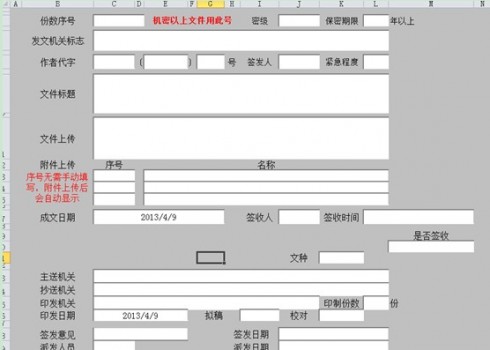 A B C D E F G H I J K L M N
份数序号 机密以上文件用此号 密级 保密期限 年以上
发文机关标志
作者代字 ( ) 号 签发人 紧急程度
文件标题
文件上传
附件上传 序号 名称
序号无需手动填写，附件上传后会自动显示
成文日期 2013/4/9 签收人 签收时间
是否签收
文种
主送机关
抄送机关
印发机关 印制份数 份
印发日期 2013/4/9 拟稿 校对
签发意见 签发日期
派发人员 派发日期